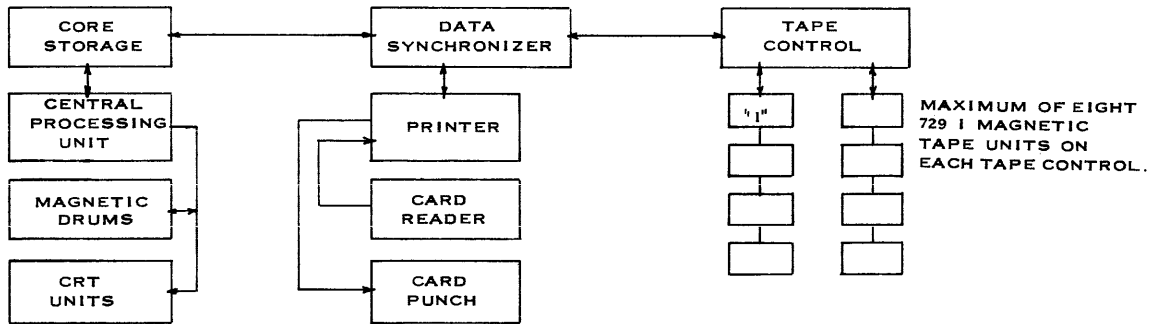 CORE
STORAGE
DATA
SYNCHRONIZER
TAPE
CONTROL
CENTRAL
PROCESSING
UNIT
PRINTER
"I"
MAXIMUM OF EIGHT
729 I MAGNETIC
TAPE UNITS ON
EACH TAPE CONTROL.
MAGNETIC
DRUMS
CARD
READER
CRT
UNITS
CARD
PUNCH